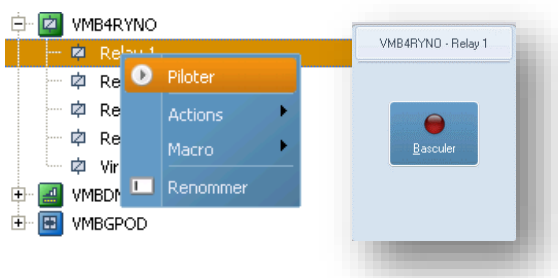 VMB4RYNO
Relay 1
Piloter
Actions
Macro
Renommer
VMBGPOD
VMB4RYNO - Relay 1
Basculer